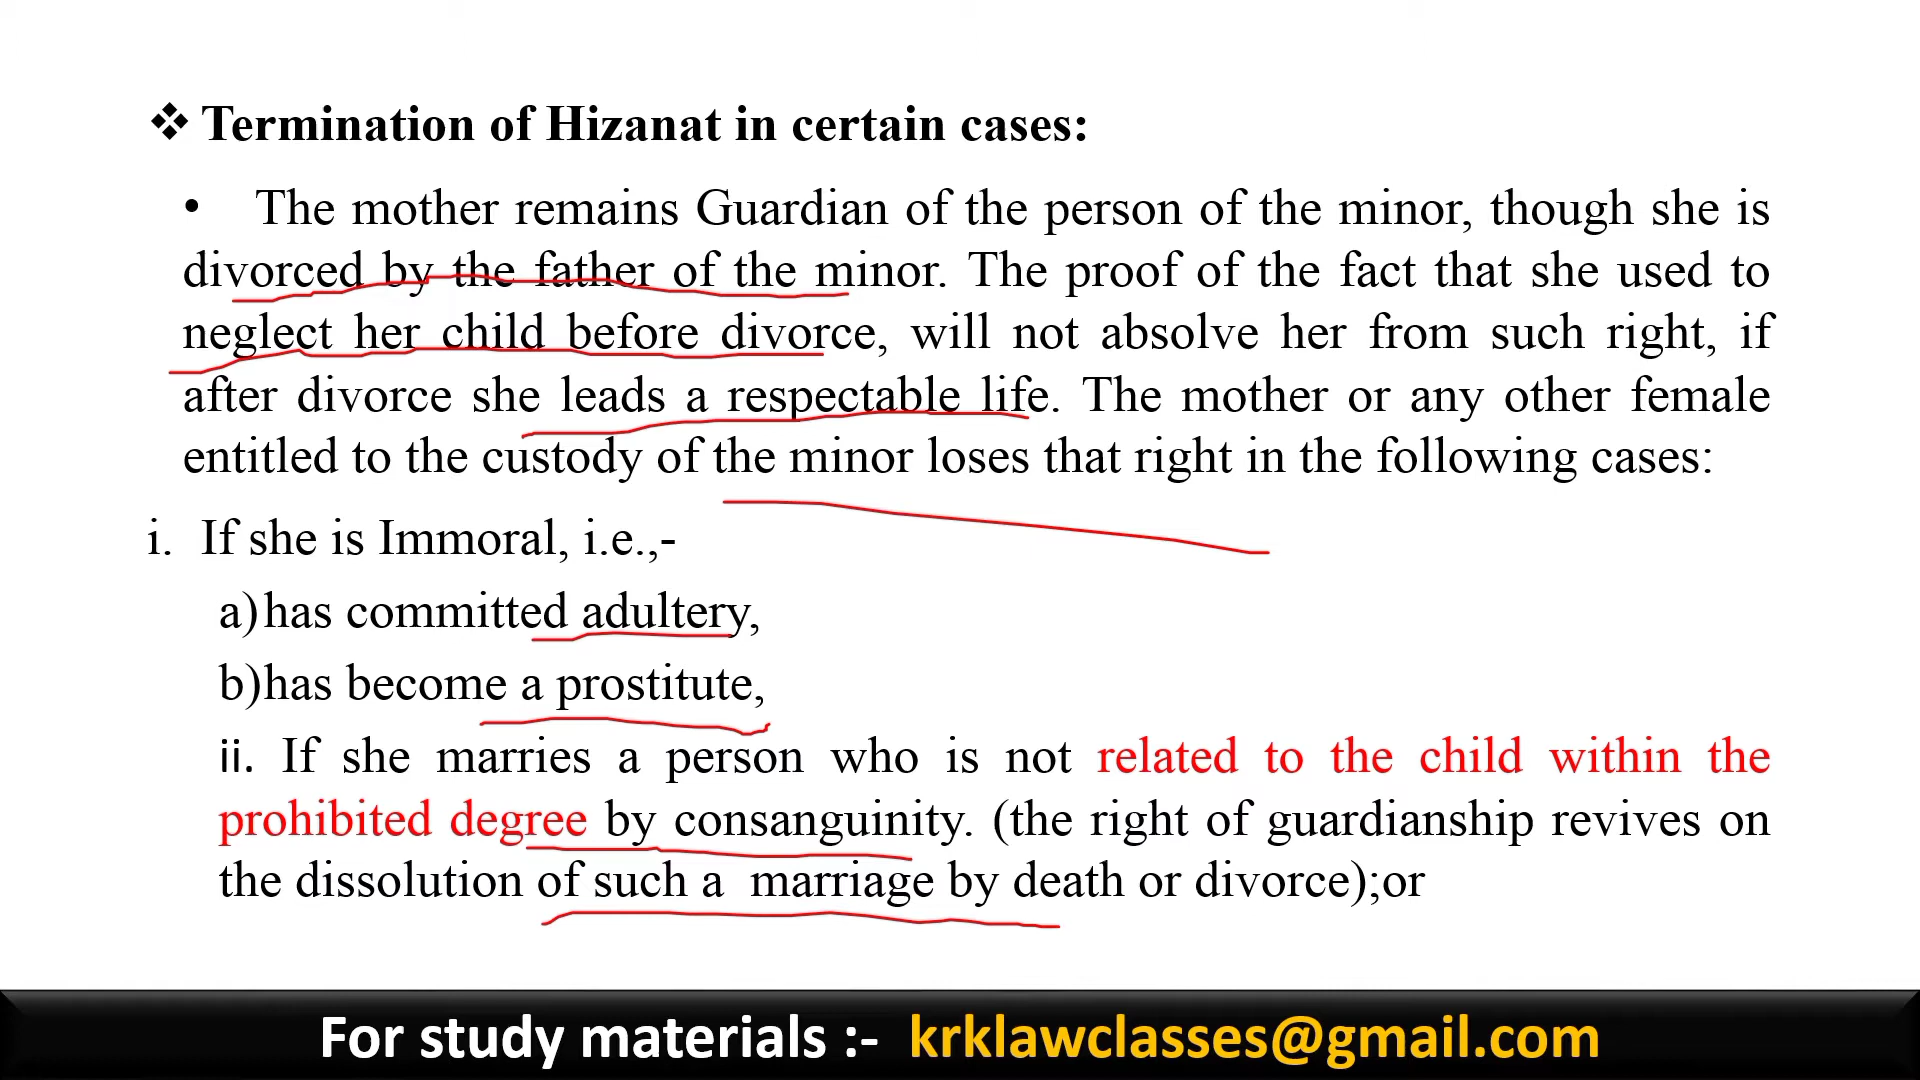 ❖ Termination of Hizanat in certain cases:
• The mother remains Guardian of the person of the minor, though she is
divorced by the father of the minor. The proof of the fact that she used to
neglect her child before divorce, will not absolve her from such right, if
after divorce she leads a respectable life. The mother or any other female
entitled to the custody of the minor loses that right in the following cases:
i. If she is Immoral, i.e.,-
a) has committed adultery,
b) has become a prostitute,
ii. If she marries a person who is not related to the child within the
prohibited degree by consanguinity. (the right of guardianship revives on
the dissolution of such a marriage by death or divorce);or
For study materials :- krklawclasses@gmail.com